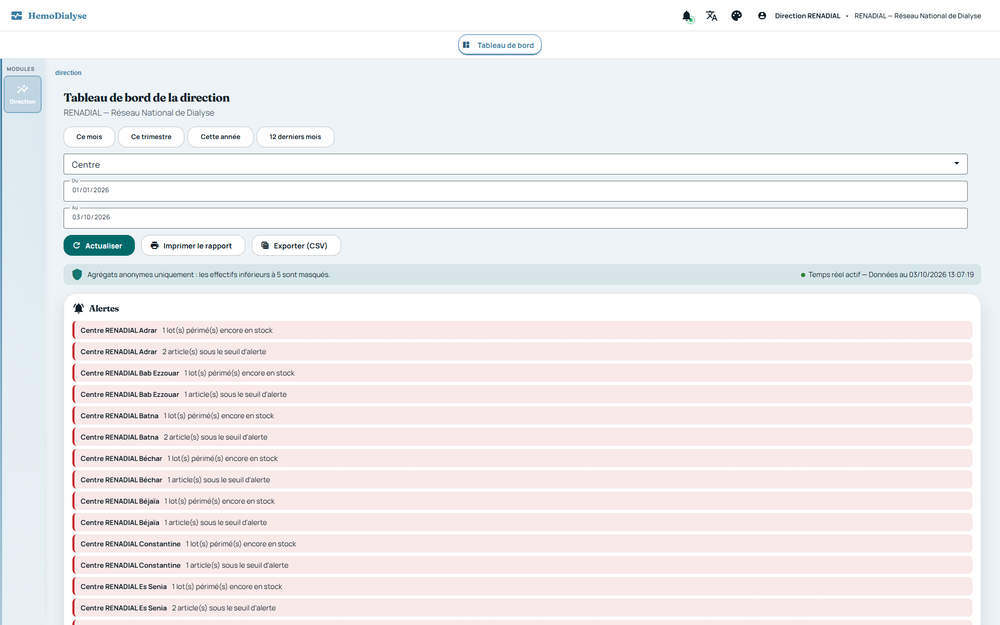 HemoDialyse
Direction RENADIAL • RENADIAL — Réseau National de Dialyse
Tableau de bord
MODULES
Direction
direction
Tableau de bord de la direction
RENADIAL — Réseau National de Dialyse
Ce mois Ce trimestre Cette année 12 derniers mois
Centre
Du
01/01/2026
Au
03/10/2026
Actualiser Imprimer le rapport Exporter (CSV)
Agrégats anonymes uniquement : les effectifs inférieurs à 5 sont masqués. Temps réel actif — Données au 03/10/2026 13:07:19
Alertes
Centre RENADIAL Adrar 1 lot(s) périmé(s) encore en stock
Centre RENADIAL Adrar 2 article(s) sous le seuil d'alerte
Centre RENADIAL Bab Ezzouar 1 lot(s) périmé(s) encore en stock
Centre RENADIAL Bab Ezzouar 1 article(s) sous le seuil d'alerte
Centre RENADIAL Batna 1 lot(s) périmé(s) encore en stock
Centre RENADIAL Batna 2 article(s) sous le seuil d'alerte
Centre RENADIAL Béchar 1 lot(s) périmé(s) encore en stock
Centre RENADIAL Béchar 1 article(s) sous le seuil d'alerte
Centre RENADIAL Béjaïa 1 lot(s) périmé(s) encore en stock
Centre RENADIAL Béjaïa 1 article(s) sous le seuil d'alerte
Centre RENADIAL Constantine 1 lot(s) périmé(s) encore en stock
Centre RENADIAL Constantine 1 article(s) sous le seuil d'alerte
Centre RENADIAL Es Senia 1 lot(s) périmé(s) encore en stock
Centre RENADIAL Es Senia 2 article(s) sous le seuil d'alerte